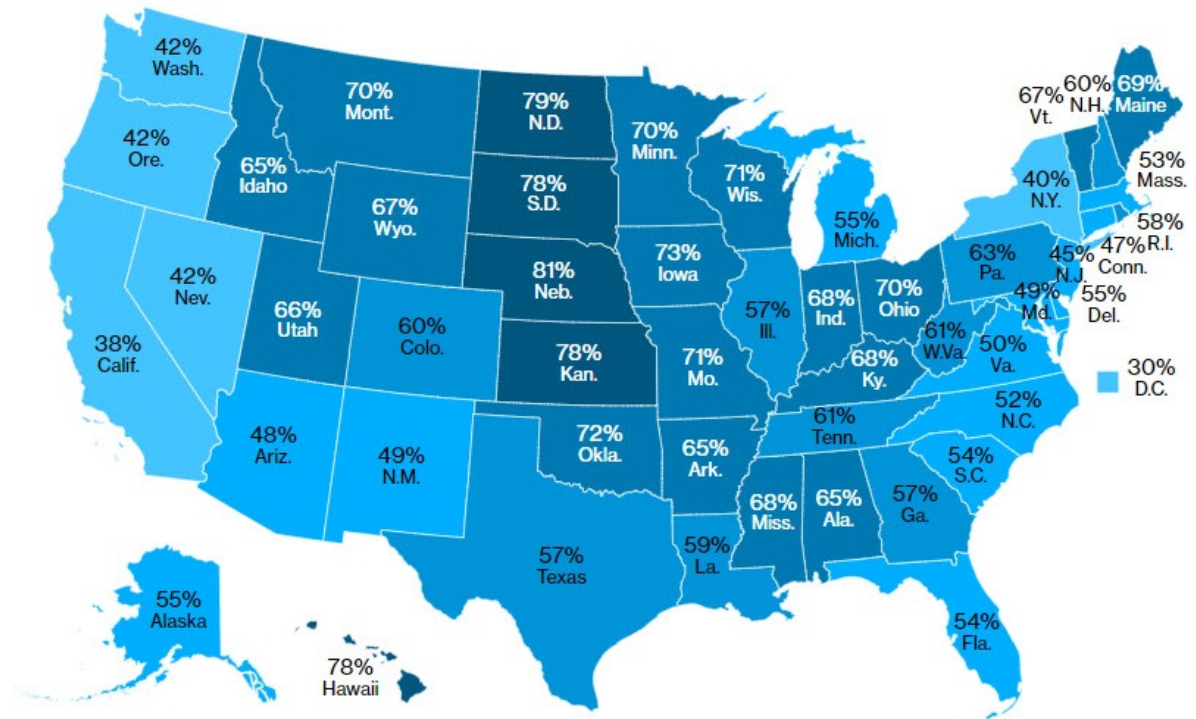 42%
Wash.
42%
Ore.
38%
Calif.
42%
Nev.
65%
Idaho
70%
Mont.
67%
Wyo.
66%
Utah
60%
Colo.
48%
Ariz.
49%
N.M.
79%
N.D.
78%
S.D.
81%
Neb.
78%
Kan.
72%
Okla.
57%
Texas
70%
Minn.
73%
Iowa
71%
Mo.
65%
Ark.
59%
La.
71%
Wis.
57%
Ill.
55%
Mich.
68%
Ind.
70%
Ohio
68%
Ky.
61%
Tenn.
68%
Miss.
65%
Ala.
57%
Ga.
54%
Fla.
54%
S.C.
52%
N.C.
50%
Va.
61%
W.Va.
63%
Pa.
40%
N.Y.
67%
Vt.
60%
N.H.
69%
Maine
53%
Mass.
58%
R.I.
47%
Conn.
45%
N.J.
55%
Del.
49%
Md.
30%
D.C.
55%
Alaska
78%
Hawaii